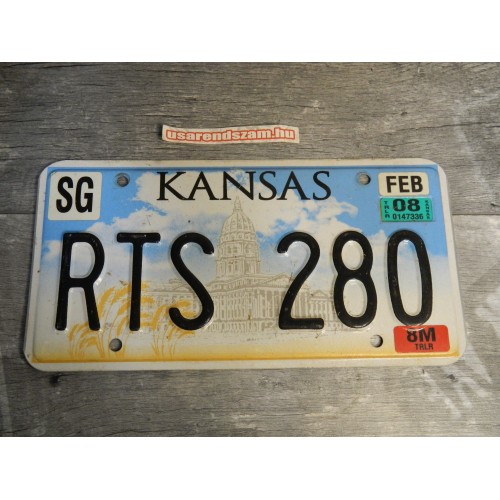 usarendszam.hu
SG KANSAS FEB
08
0147336
RTS 280
8M
TRLR